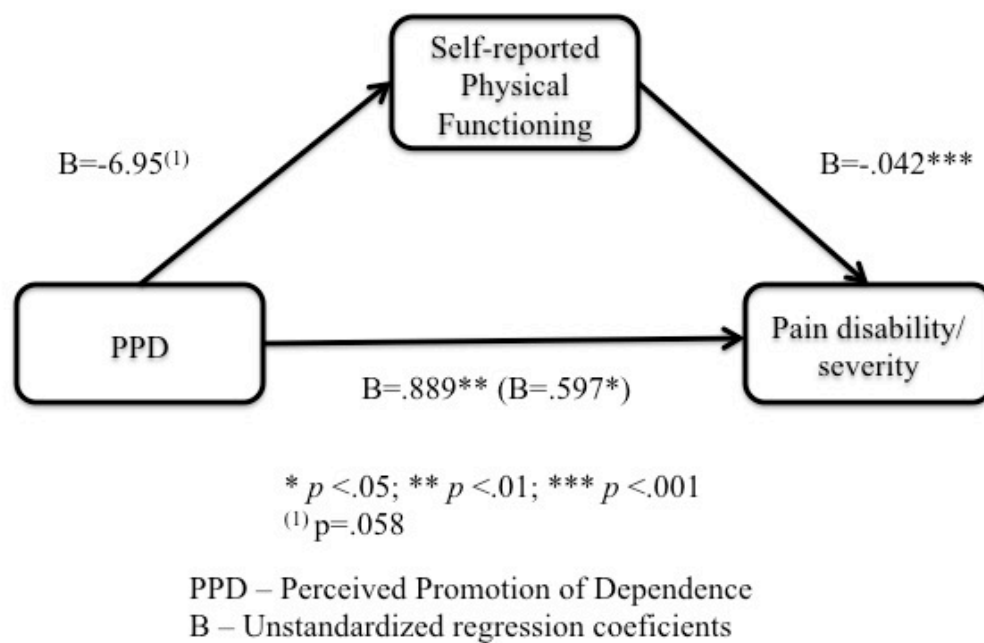 Self-reported
Physical
Functioning
B=-6.95(1)
B=-.042***
PPD
Pain disability/
severity
B=.889** (B=.597*)
* p <.05; ** p <.01; *** p <.001
(1) p=.058
PPD – Perceived Promotion of Dependence
B – Unstandardized regression coeficients